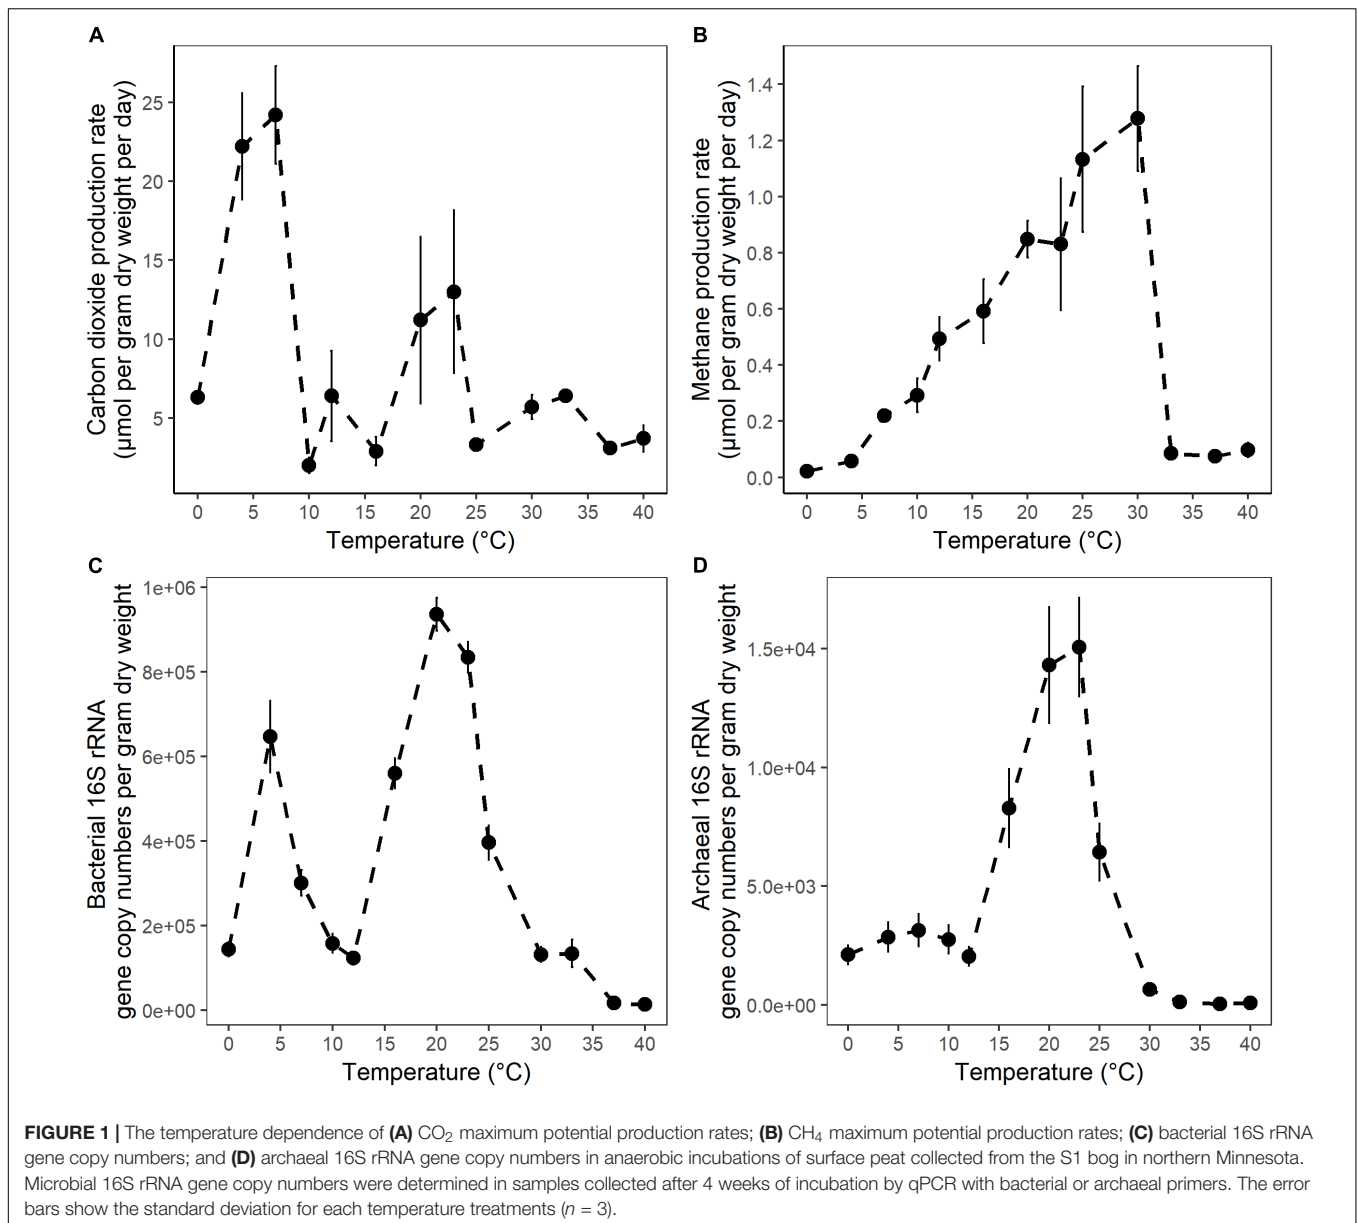 A
Carbon dioxide production rate
(µmol per gram dry weight per day)
25
20
15
10
5
0 5 10 15 20 25 30 35 40
Temperature (°C)
B
Methane production rate
(µmol per gram dry weight per day)
1.4
1.2
1.0
0.8
0.6
0.4
0.2
0.0
0 5 10 15 20 25 30 35 40
Temperature (°C)
C
Bacterial 16S rRNA
gene copy numbers per gram dry weight
1e+06
8e+05
6e+05
4e+05
2e+05
0e+00
0 5 10 15 20 25 30 35 40
Temperature (°C)
D
Archaeal 16S rRNA
gene copy numbers per gram dry weight
1.5e+04
1.0e+04
5.0e+03
0.0e+00
0 5 10 15 20 25 30 35 40
Temperature (°C)
FIGURE 1 | The temperature dependence of (A) CO₂ maximum potential production rates; (B) CH₄ maximum potential production rates; (C) bacterial 16S rRNA
gene copy numbers; and (D) archaeal 16S rRNA gene copy numbers in anaerobic incubations of surface peat collected from the S1 bog in northern Minnesota.
Microbial 16S rRNA gene copy numbers were determined in samples collected after 4 weeks of incubation by qPCR with bacterial or archaeal primers. The error
bars show the standard deviation for each temperature treatments (n = 3).